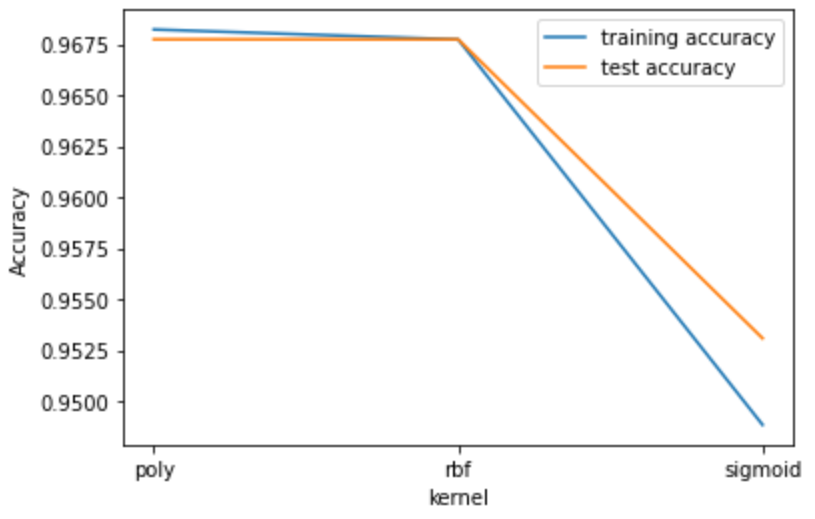 0.9675
0.9650
0.9625
0.9600
0.9575
0.9550
0.9525
0.9500
Accuracy
training accuracy
test accuracy
poly rbf sigmoid
kernel